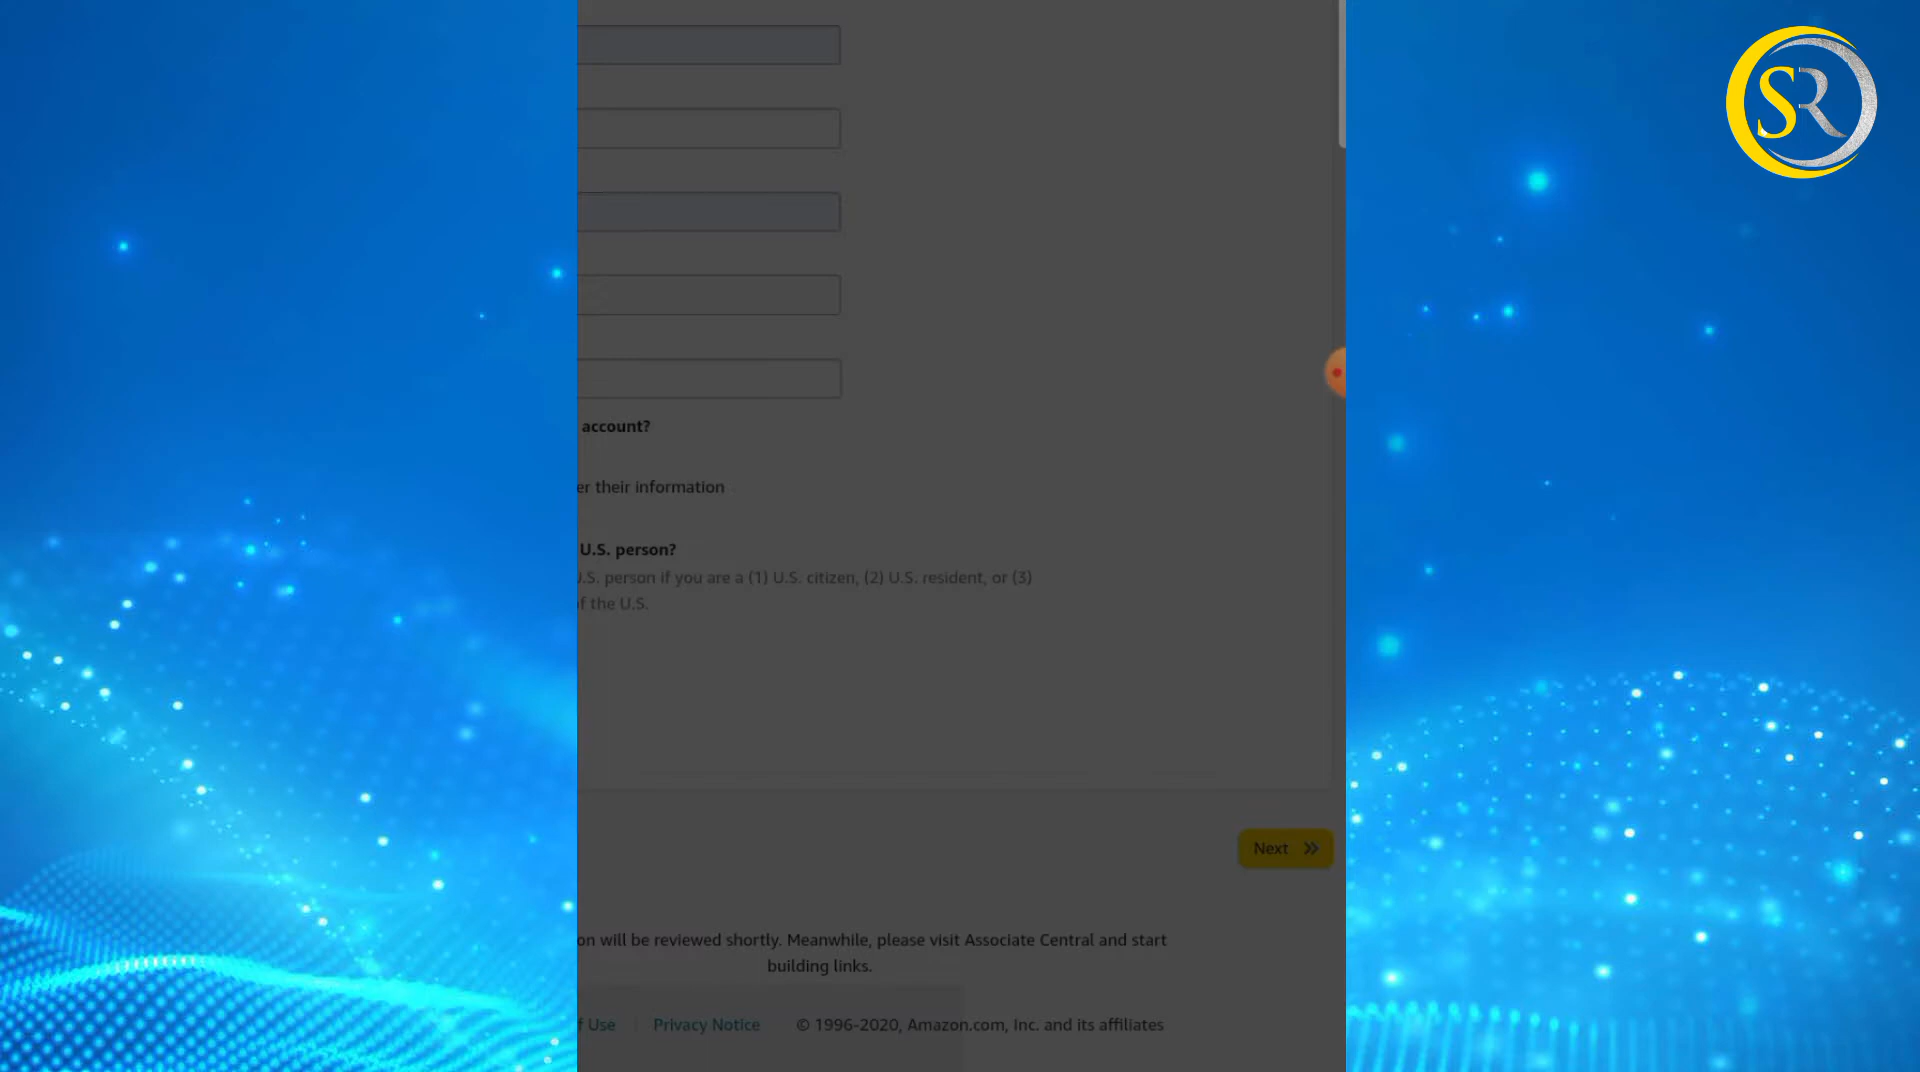 SR
account?
er their information
U.S. person?
U.S. person if you are a (1) U.S. citizen, (2) U.S. resident, or (3)
of the U.S.
Next »
on will be reviewed shortly. Meanwhile, please visit Associate Central and start
building links.
f Use | Privacy Notice © 1996-2020, Amazon.com, Inc. and its affiliates